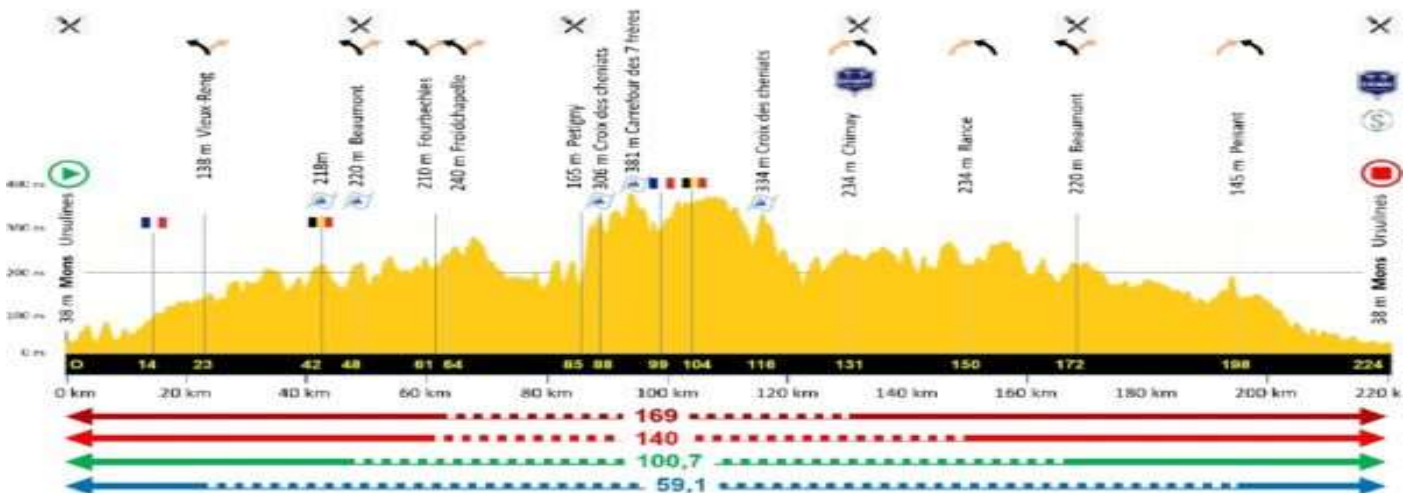 38 m Mons Ursulines
138 m Vieux-Reng
218m
220 m Beaumont
210 m Fourbechies
240 m Froidchapelle
165 m Petigny
306 m Croix des cheniats
381 m Carrefour des 7 frères
334 m Croix des cheniats
234 m Chimay
234 m Rance
220 m Beaumont
145 m Peissant
38 m Mons Ursulines
S
400 m
300 m
200 m
100 m
0 m
0 14 23 42 48 61 64 85 88 99 104 116 131 150 172 198 224
0 km 20 km 40 km 60 km 80 km 100 km 120 km 140 km 160 km 180 km 200 km 220 k
169
140
100,7
59,1